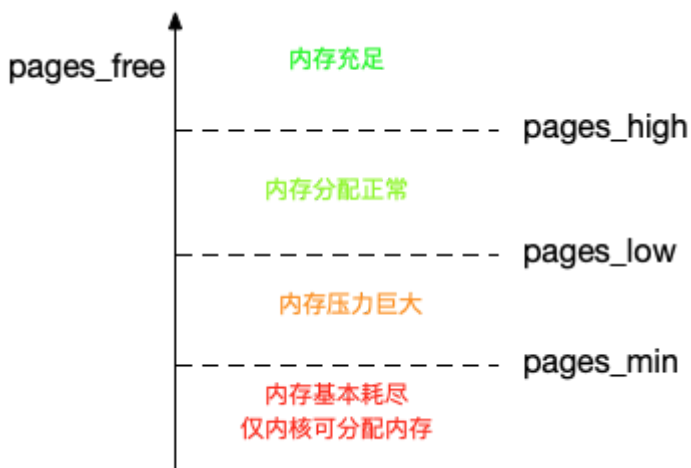 pages_free
内存充足
pages_high
内存分配正常
pages_low
内存压力巨大
pages_min
内存基本耗尽
仅内核可分配内存